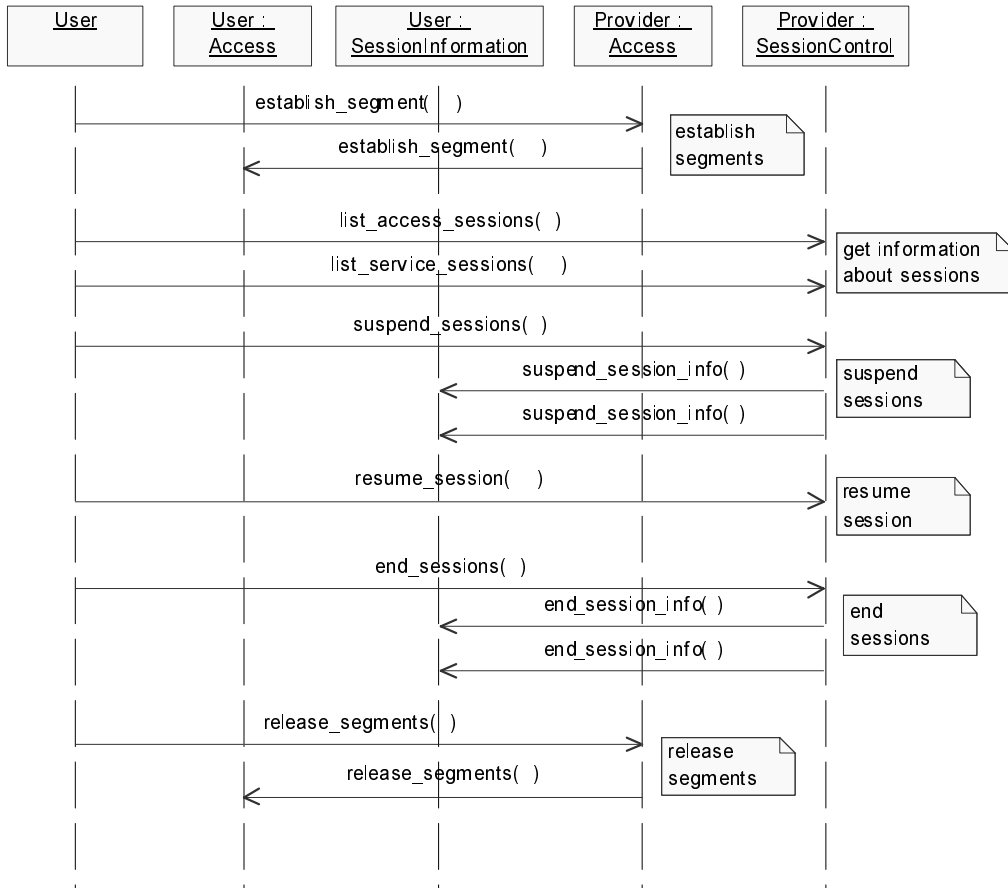 User
User :
Access
User :
SessionInformation
Provider :
Access
Provider :
SessionControl
establish_segment( )
establish
segments
establish_segment( )
list_access_sessions( )
get information
about sessions
list_service_sessions( )
suspend_sessions( )
suspend_session_info( )
suspend
sessions
suspend_session_info( )
resume_session( )
resume
session
end_sessions( )
end_session_info( )
end
sessions
end_session_info( )
release_segments( )
release
segments
release_segments( )